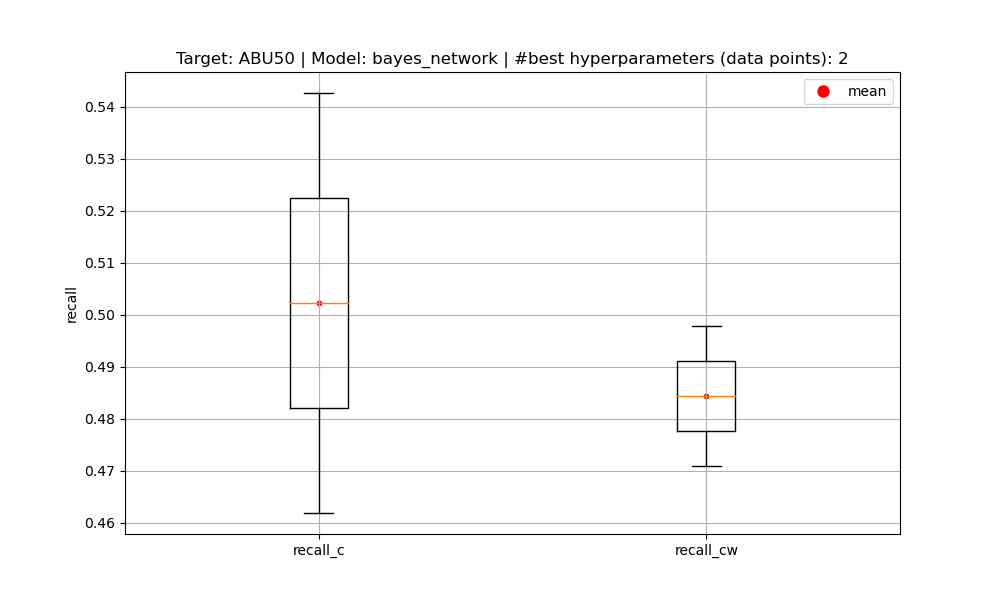 Target: ABU50 | Model: bayes_network | #best hyperparameters (data points): 2
mean
0.54
0.53
0.52
0.51
0.50
0.49
0.48
0.47
0.46
recall
recall_c
recall_cw